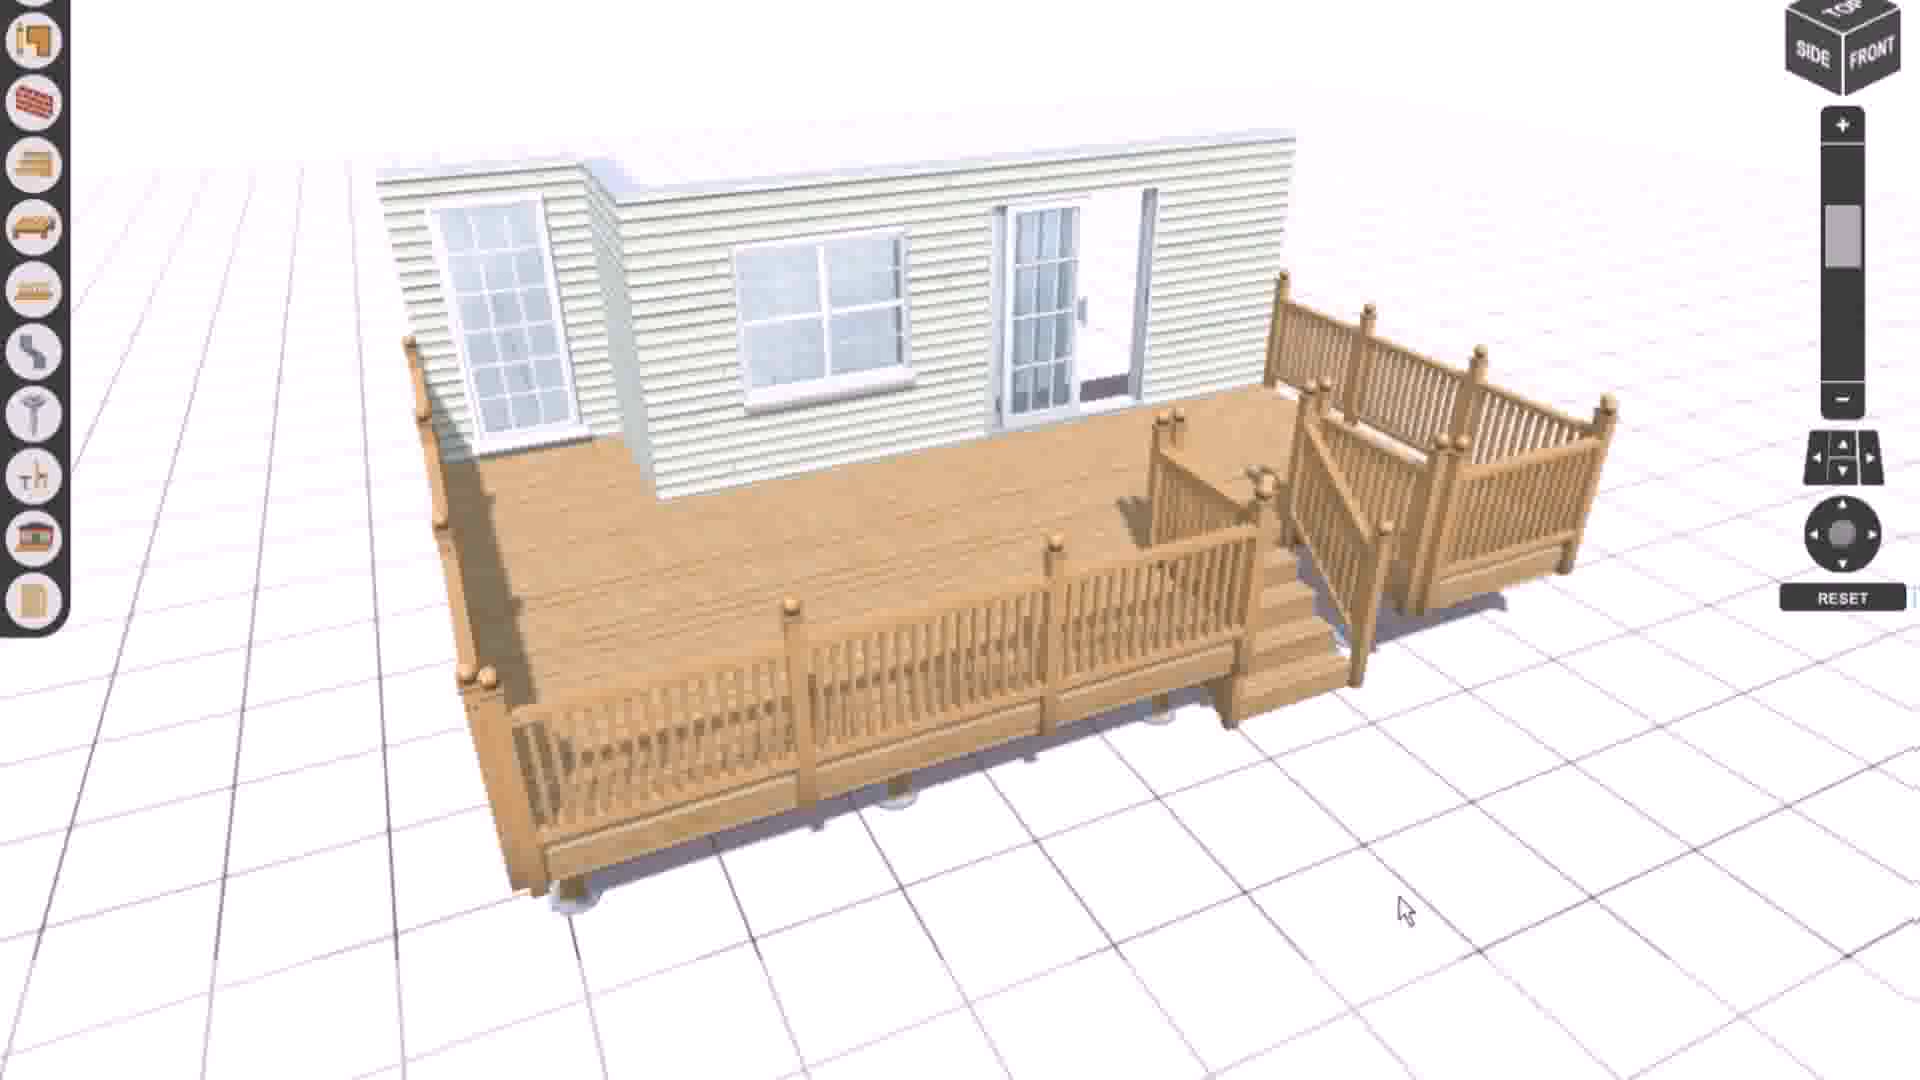 TOP
SIDE
FRONT
+
-
RESET